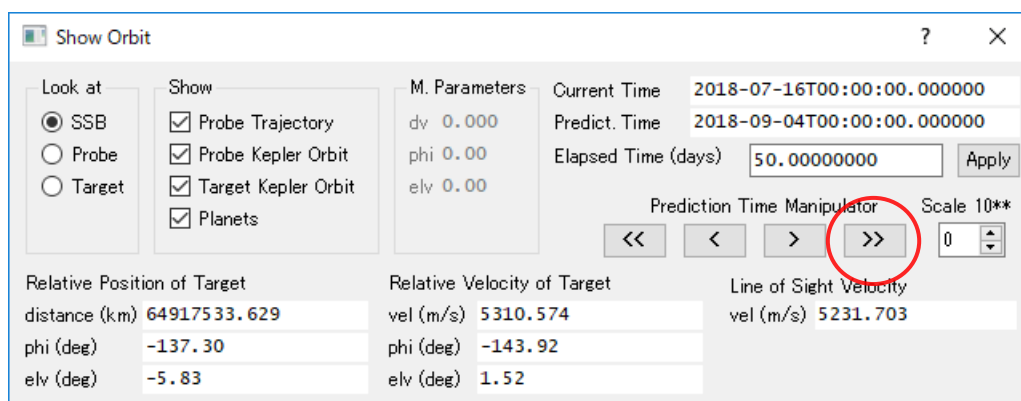 Show Orbit ? ×
Look at
SSB
Probe
Target
Show
Probe Trajectory
Probe Kepler Orbit
Target Kepler Orbit
Planets
M. Parameters
dv 0.000
phi 0.00
elv 0.00
Current Time 2018-07-16T00:00:00.000000
Predict. Time 2018-09-04T00:00:00.000000
Elapsed Time (days) 50.00000000 Apply
Prediction Time Manipulator Scale 10**
<< < > >> 0
Relative Position of Target
distance (km) 64917533.629
phi (deg) -137.30
elv (deg) -5.83
Relative Velocity of Target
vel (m/s) 5310.574
phi (deg) -143.92
elv (deg) 1.52
Line of Sight Velocity
vel (m/s) 5231.703